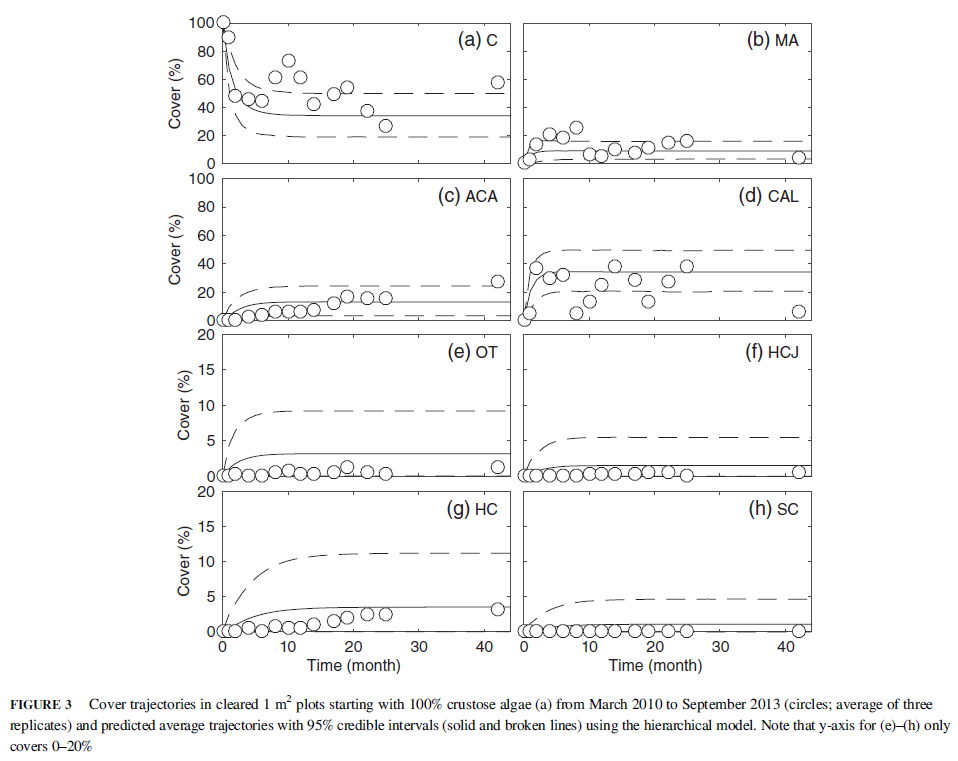 100
80
60
40
20
0
Cover (%)
(a) C
(b) MA
100
80
60
40
20
0
Cover (%)
(c) ACA
(d) CAL
20
15
10
5
0
Cover (%)
(e) OT
(f) HCJ
20
15
10
5
0
Cover (%)
(g) HC
(h) SC
0 10 20 30 40
0 10 20 30 40
Time (month)
Time (month)
FIGURE 3 Cover trajectories in cleared 1 m² plots starting with 100% crustose algae (a) from March 2010 to September 2013 (circles; average of three
replicates) and predicted average trajectories with 95% credible intervals (solid and broken lines) using the hierarchical model. Note that y-axis for (e)–(h) only
covers 0–20%